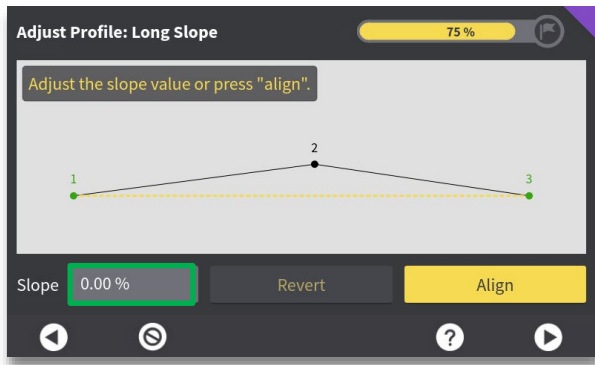 Adjust Profile: Long Slope
75 %
Adjust the slope value or press "align".
2
1
3
Slope
0.00 %
Revert
Align
?